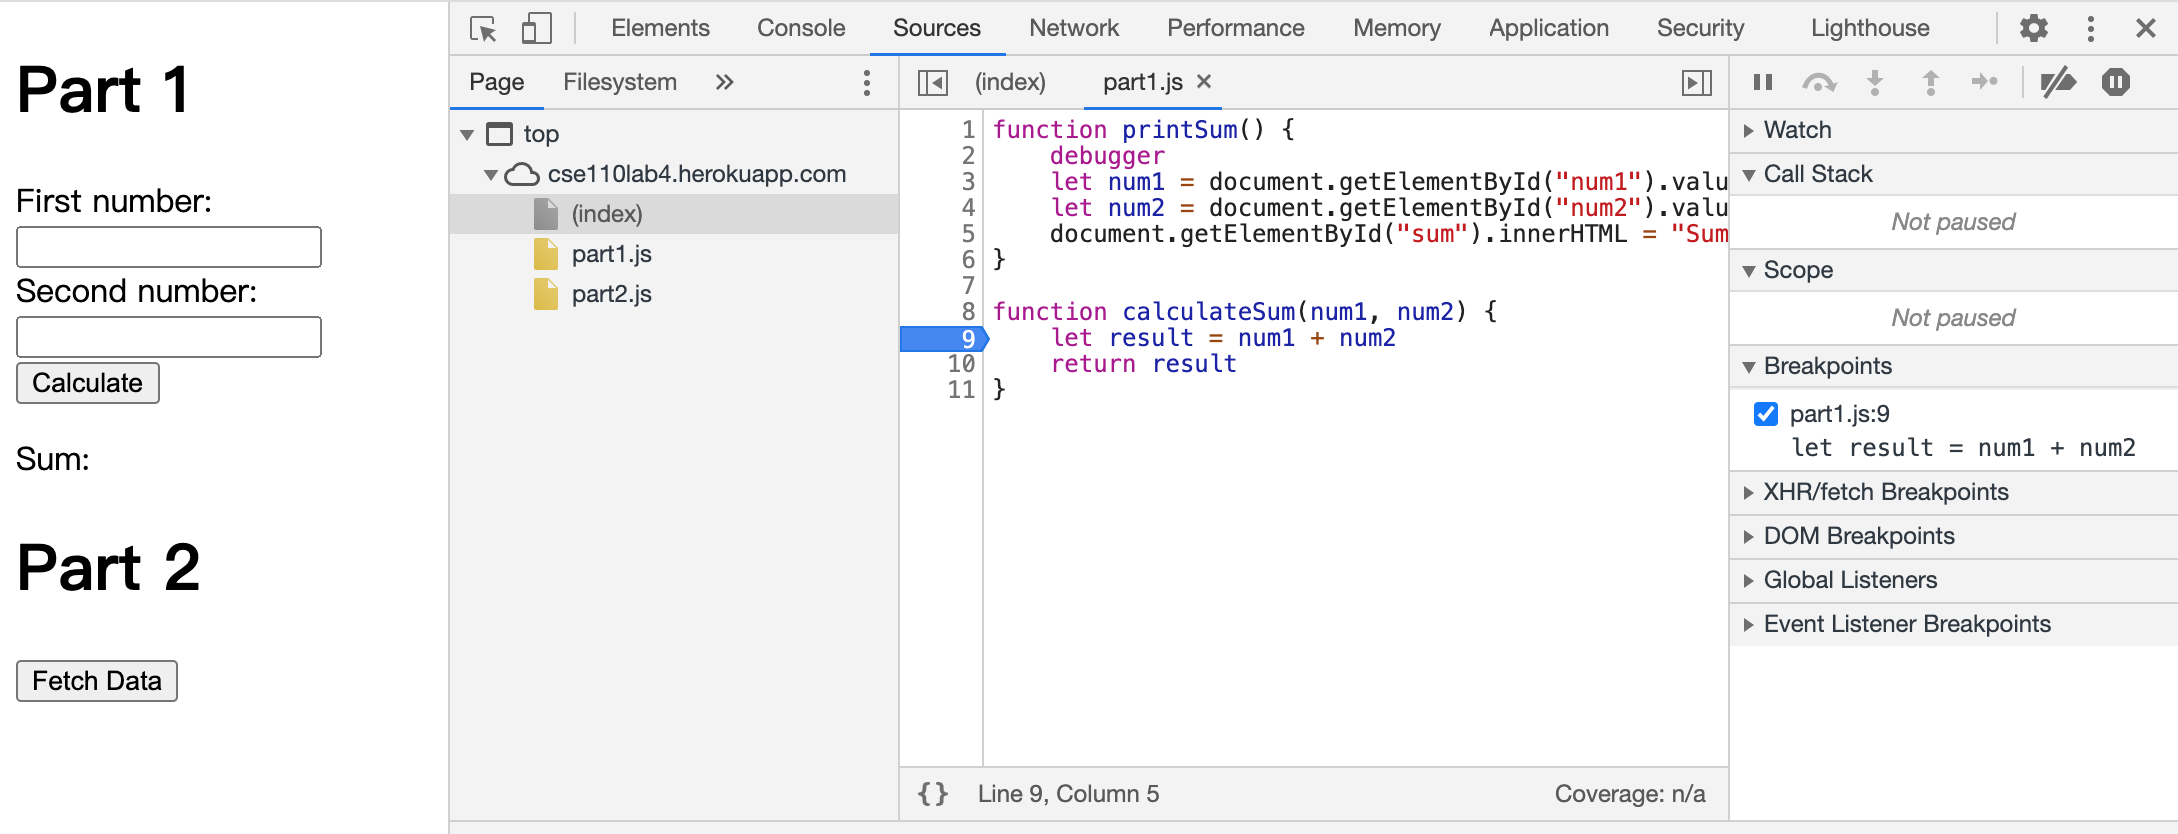 Part 1
First number:
Second number:
Calculate
Sum:
Part 2
Fetch Data
Elements Console Sources Network Performance Memory Application Security Lighthouse
Page Filesystem
top
cse110lab4.herokuapp.com
(index)
part1.js
part2.js
(index) part1.js
1 function printSum() {
2 debugger
3 let num1 = document.getElementById("num1").valu
4 let num2 = document.getElementById("num2").valu
5 document.getElementById("sum").innerHTML = "Sum
6 }
7
8 function calculateSum(num1, num2) {
9 let result = num1 + num2
10 return result
11 }
{} Line 9, Column 5 Coverage: n/a
Watch
Call Stack
Not paused
Scope
Not paused
Breakpoints
part1.js:9
let result = num1 + num2
XHR/fetch Breakpoints
DOM Breakpoints
Global Listeners
Event Listener Breakpoints